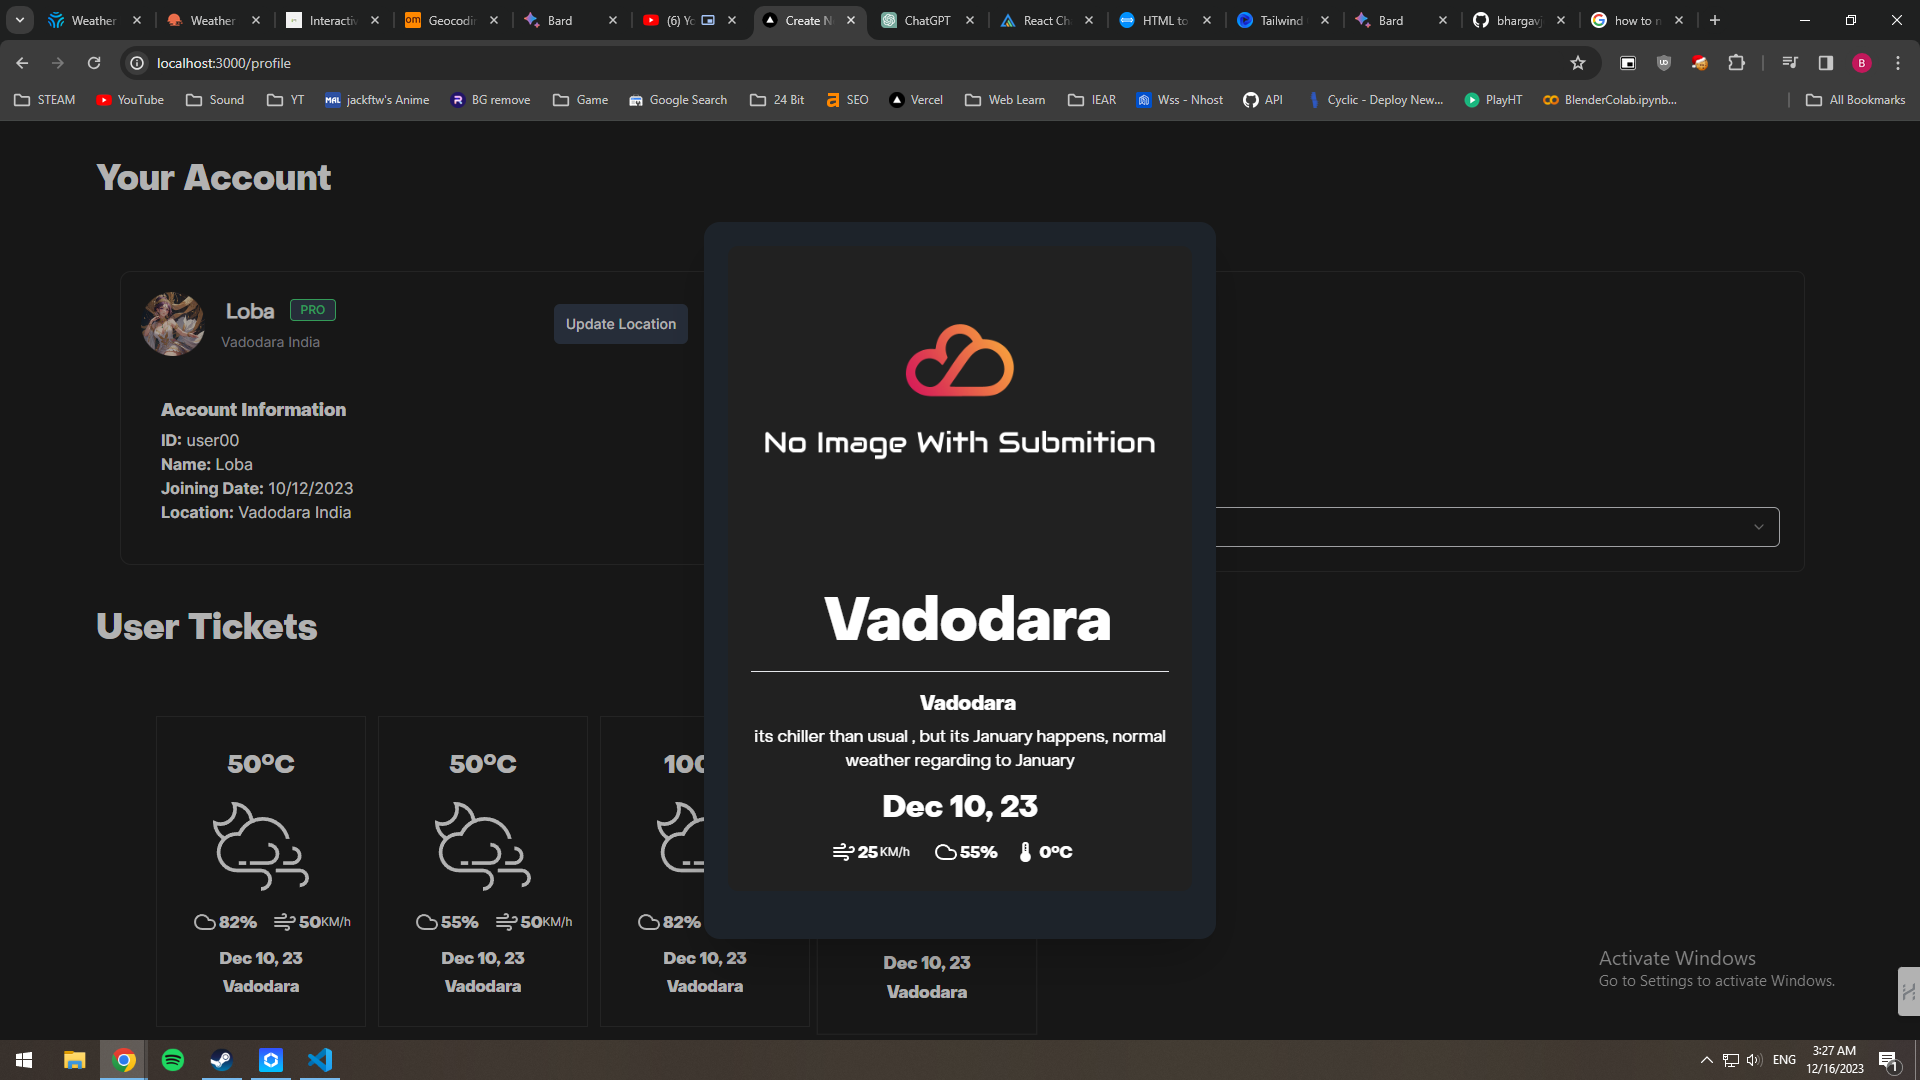 Weather
Weather
Interactiv
om
Geocodin
Bard
(6) Yo
Create N
ChatGPT
React Ch
HTML to
Tailwind
Bard
bhargavj
how to m
localhost:3000/profile
B
STEAM
YouTube
Sound
YT
MAL
jackftw's Anime
BG remove
Game
Google Search
24 Bit
SEO
Vercel
Web Learn
IEAR
Wss - Nhost
API
Cyclic - Deploy New...
PlayHT
BlenderColab.ipynb...
All Bookmarks
Your Account
Loba
PRO
Vadodara India
Update Location
Account Information
ID: user00
Name: Loba
Joining Date: 10/12/2023
Location: Vadodara India
No Image With Submition
Vadodara
Vadodara
its chiller than usual , but its January happens, normal
weather regarding to January
Dec 10, 23
25 KM/h
55%
0°C
User Tickets
50°C
82%
50KM/h
Dec 10, 23
Vadodara
50°C
55%
50KM/h
Dec 10, 23
Vadodara
100
82%
Dec 10, 23
Vadodara
Dec 10, 23
Vadodara
Activate Windows
Go to Settings to activate Windows.
ENG
3:27 AM
12/16/2023
1